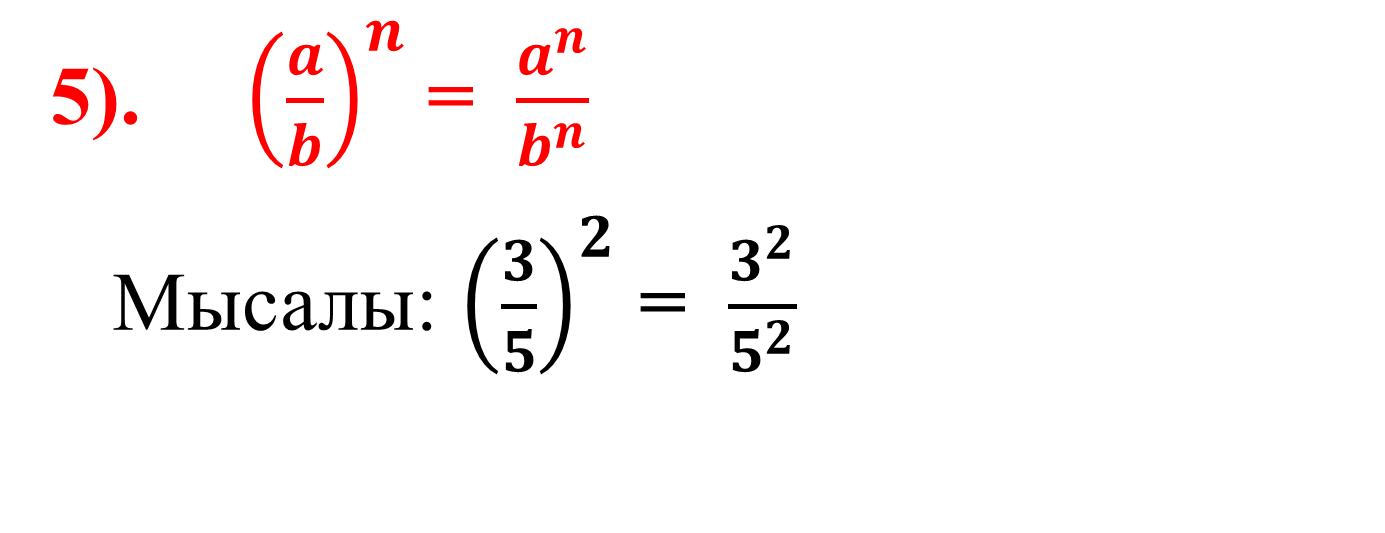 5). (a/b)^n = a^n/b^n
Мысалы: (3/5)^2 = 3^2/5^2